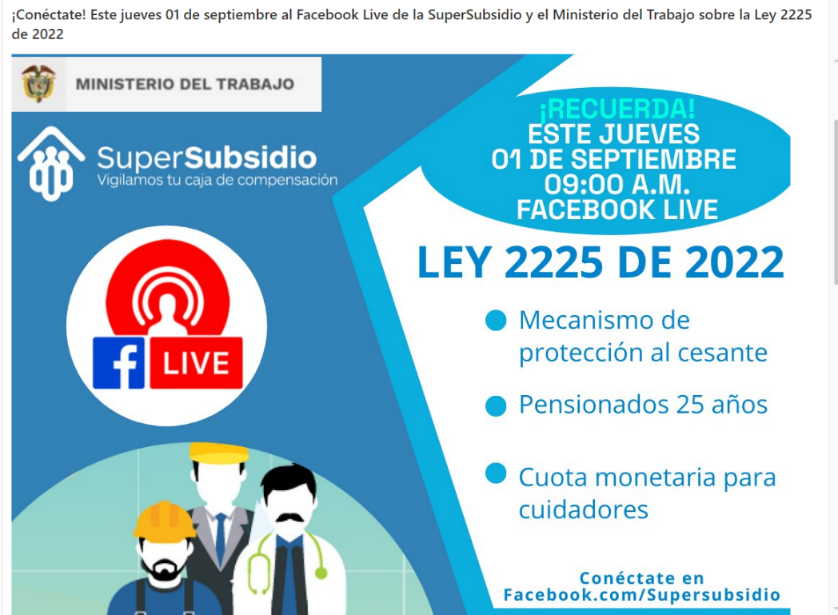 ¡Conéctate! Este jueves 01 de septiembre al Facebook Live de la SuperSubsidio y el Ministerio del Trabajo sobre la Ley 2225
de 2022
MINISTERIO DEL TRABAJO
SuperSubsidio
Vigilamos tu caja de compensación
¡RECUERDA!
ESTE JUEVES
01 DE SEPTIEMBRE
09:00 A.M.
FACEBOOK LIVE
LEY 2225 DE 2022
Mecanismo de
protección al cesante
Pensionados 25 años
Cuota monetaria para
cuidadores
f LIVE
Conéctate en
Facebook.com/Supersubsidio